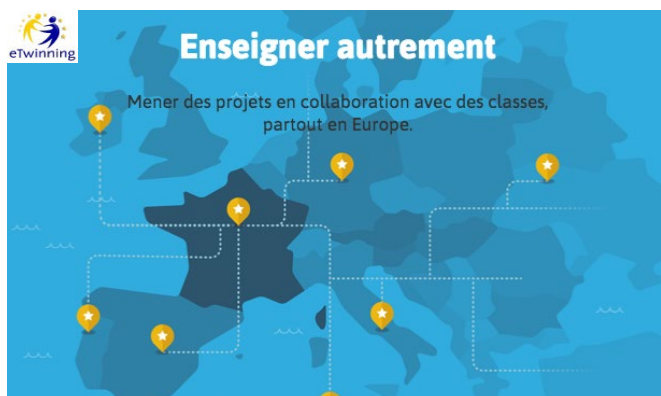 eTwinning
Enseigner autrement
Mener des projets en collaboration avec des classes,
partout en Europe.